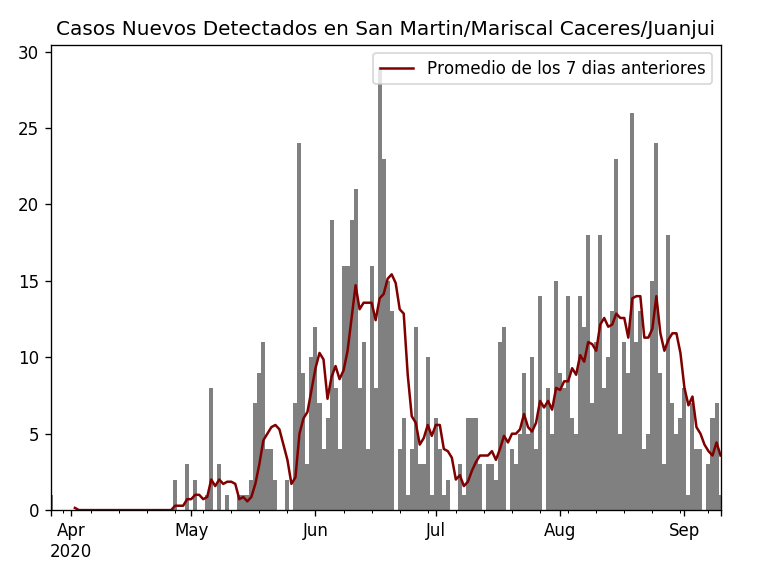 Casos Nuevos Detectados en San Martin/Mariscal Caceres/Juanjui
Promedio de los 7 dias anteriores
30
25
20
15
10
5
0
Apr May Jun Jul Aug Sep
2020